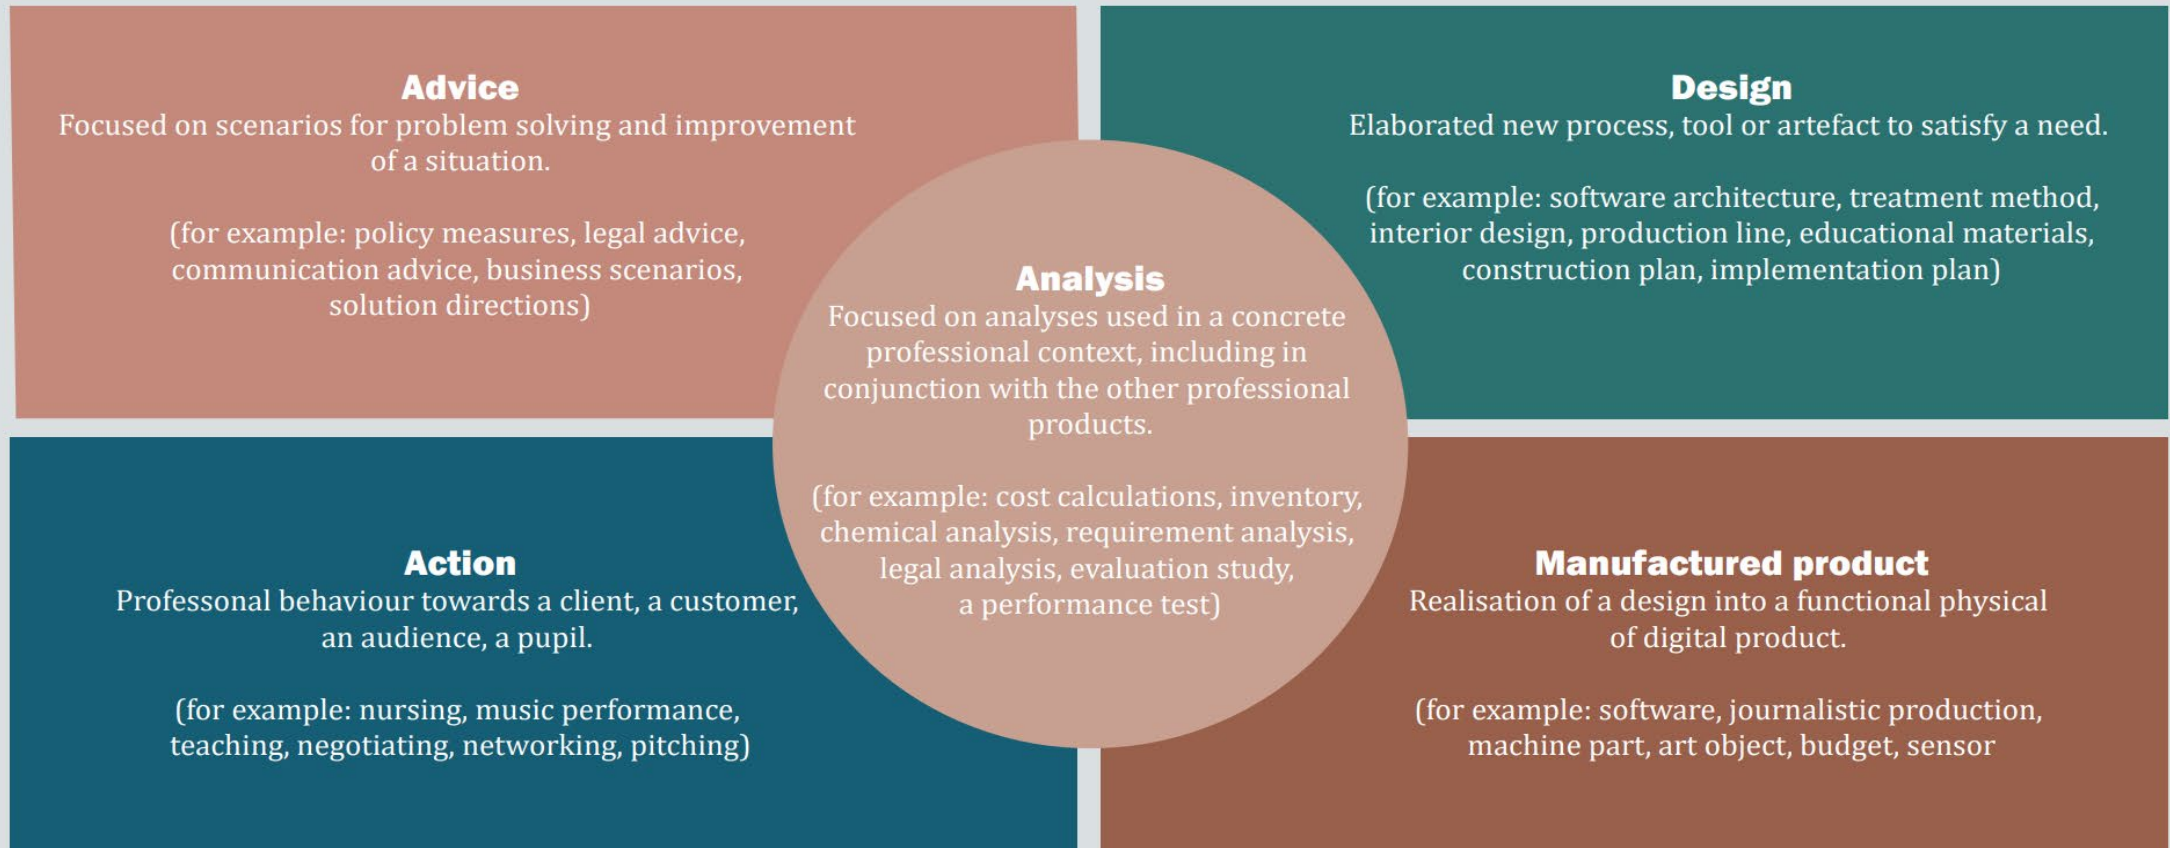 Advice
Focused on scenarios for problem solving and improvement
of a situation.
(for example: policy measures, legal advice,
communication advice, business scenarios,
solution directions)
Design
Elaborated new process, tool or artefact to satisfy a need.
(for example: software architecture, treatment method,
interior design, production line, educational materials,
construction plan, implementation plan)
Analysis
Focused on analyses used in a concrete
professional context, including in
conjunction with the other professional
products.
(for example: cost calculations, inventory,
chemical analysis, requirement analysis,
legal analysis, evaluation study,
a performance test)
Action
Professonal behaviour towards a client, a customer,
an audience, a pupil.
(for example: nursing, music performance,
teaching, negotiating, networking, pitching)
Manufactured product
Realisation of a design into a functional physical
of digital product.
(for example: software, journalistic production,
machine part, art object, budget, sensor